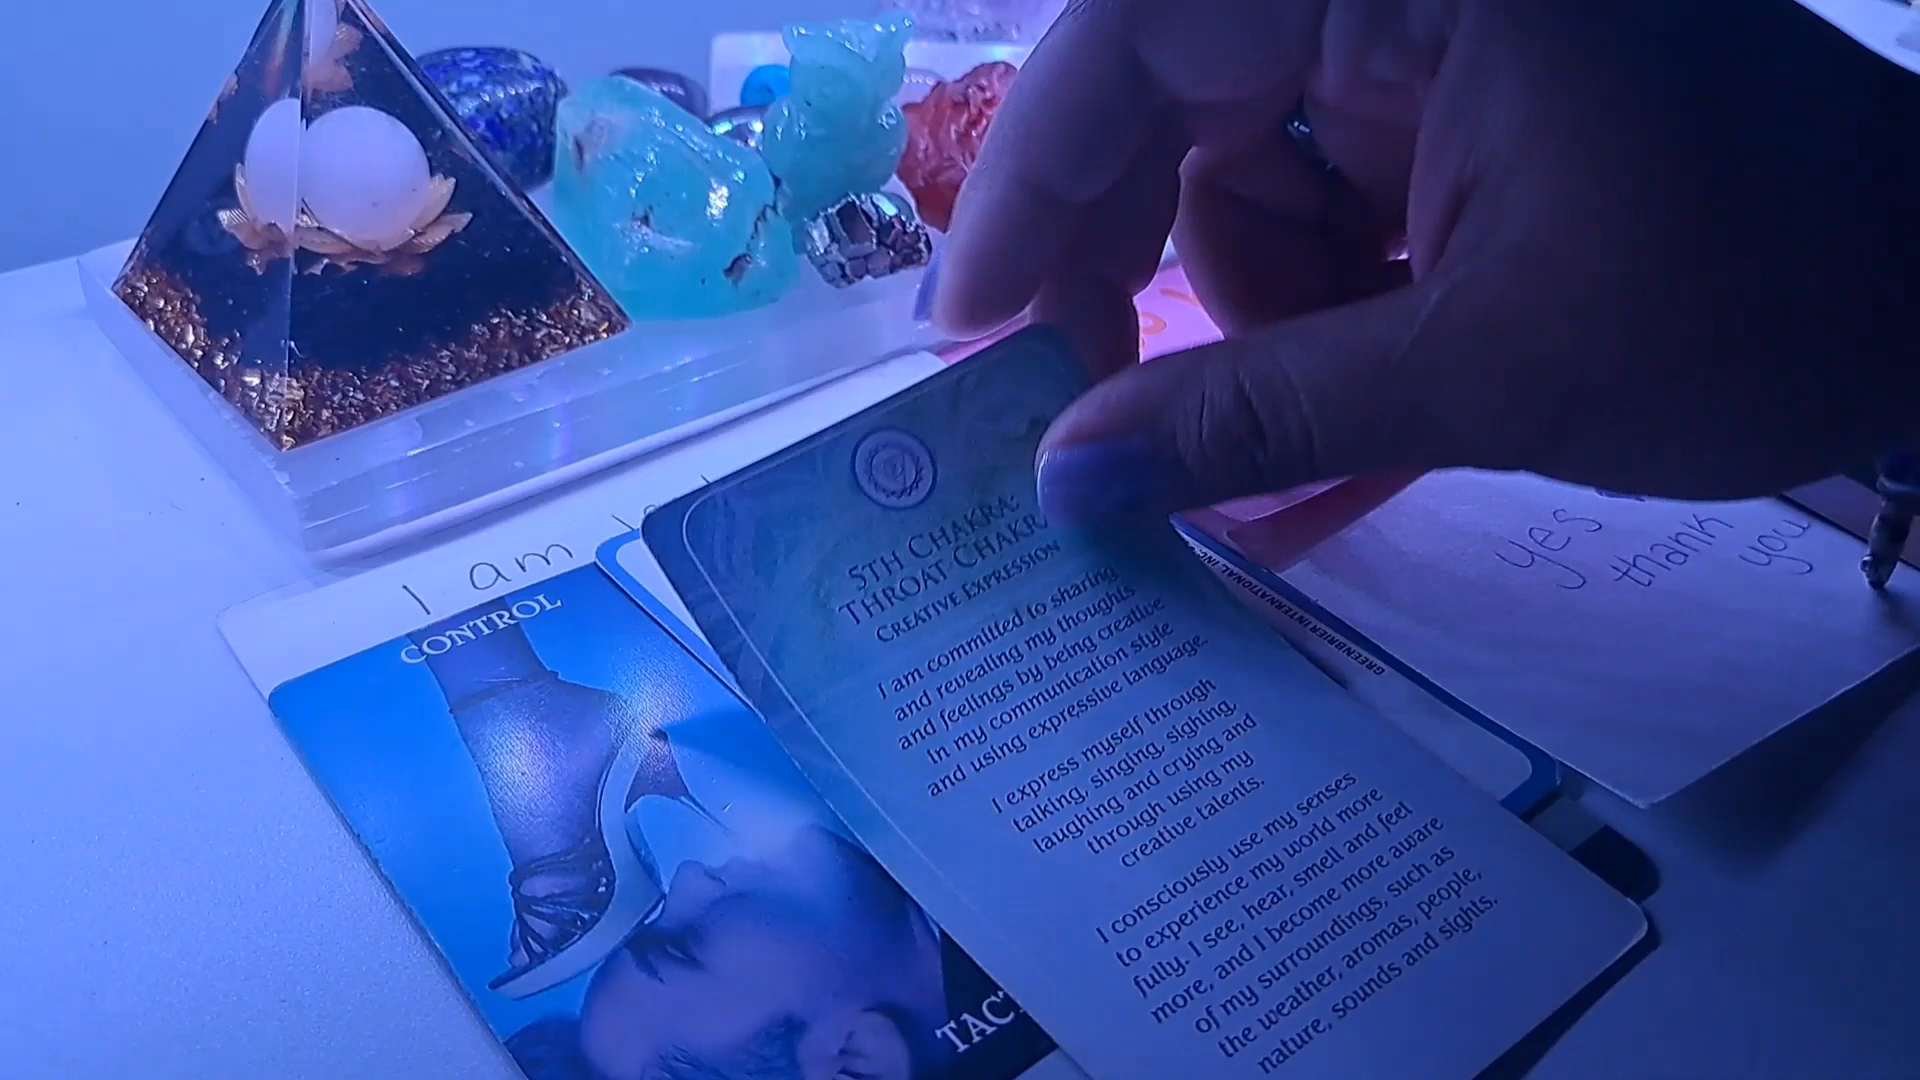 I am
CONTROL
TACT
5TH CHAKRA:
THROAT CHAKRA
CREATIVE EXPRESSION
I am committed to sharing
and revealing my thoughts
and feelings by being creative
in my communication style
and using expressive language.
I express myself through
talking, singing, sighing,
laughing and crying and
through using my
creative talents.
I consciously use my senses
to experience my world more
fully. I see, hear, smell and feel
more, and I become more aware
of my surroundings, such as
the weather, aromas, people,
nature, sounds and sights.
GREENBRIER INTERNATIONAL, INC.
yes
thank
you